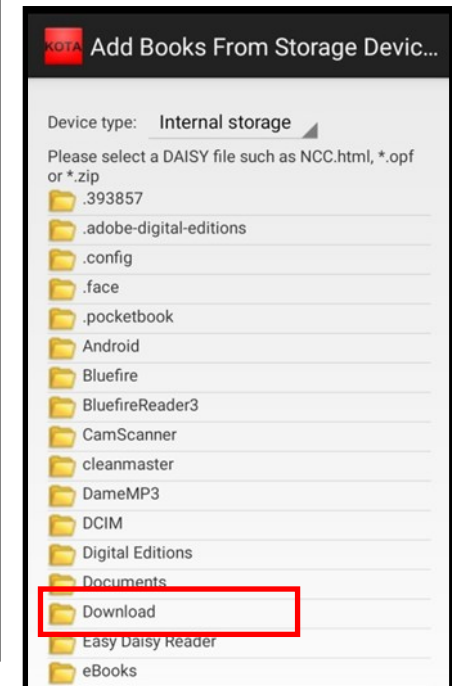 KOTA Add Books From Storage Devic...
Device type: Internal storage
Please select a DAISY file such as NCC.html, *.opf
or *.zip
.393857
.adobe-digital-editions
.config
.face
.pocketbook
Android
Bluefire
BluefireReader3
CamScanner
cleanmaster
DameMP3
DCIM
Digital Editions
Documents
Download
Easy Daisy Reader
eBooks